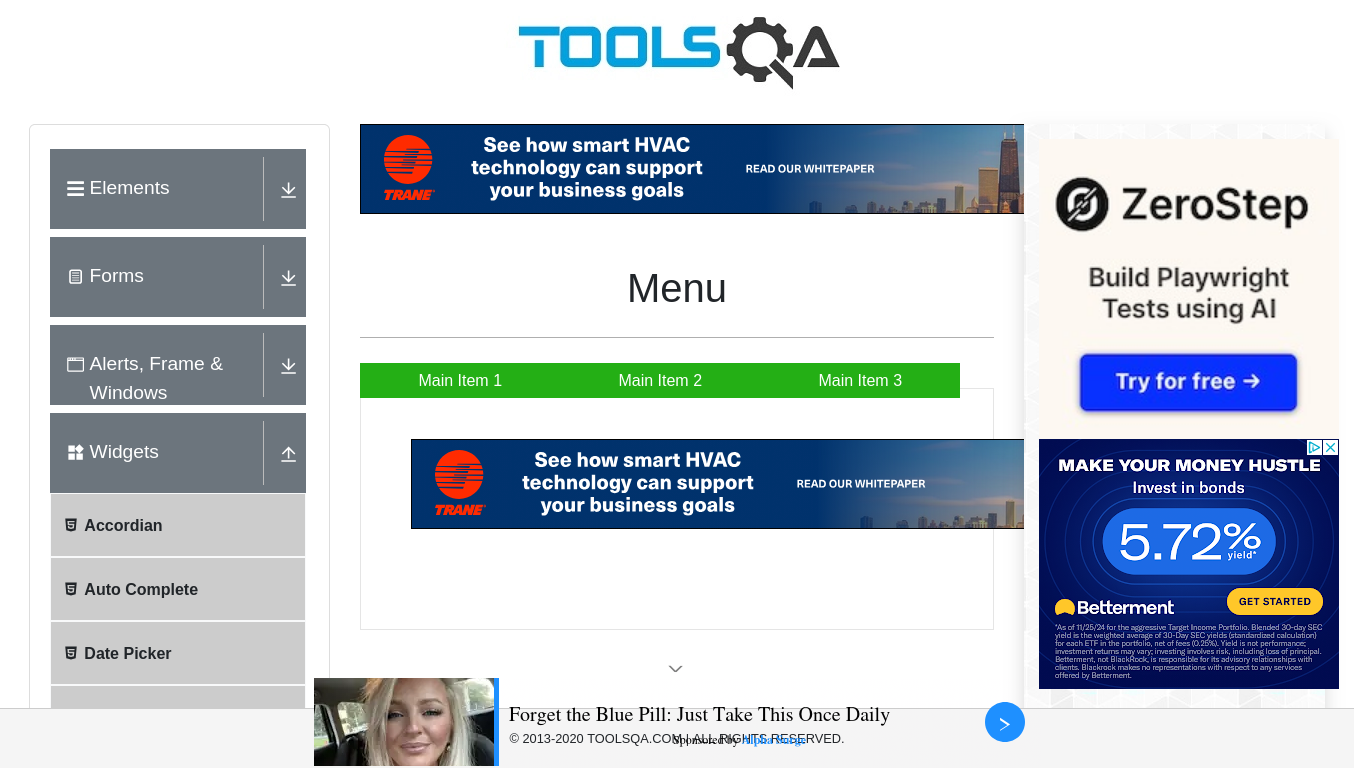 TOOLSQA
Elements
Forms
Alerts, Frame &
Windows
Widgets
Accordian
Auto Complete
Date Picker
TRANE
See how smart HVAC
technology can support
your business goals
READ OUR WHITEPAPER
Menu
Main Item 1
Main Item 2
Main Item 3
TRANE
See how smart HVAC
technology can support
your business goals
READ OUR WHITEPAPER
ZeroStep
Build Playwright
Tests using AI
Try for free →
MAKE YOUR MONEY HUSTLE
Invest in bonds
5.72%
yield*
Betterment
GET STARTED
*As of 11/25/24 for the aggressive Target Income Portfolio. Blended 30-day SEC
yield is the weighted average of 30-Day SEC yields (standardized calculation)
for each ETF in the portfolio, net of fees (0.25%). Yield is not performance;
investment returns may vary; investing involves risk, including loss of principal.
Betterment, not BlackRock, is responsible for its advisory relationships with
clients. Blackrock makes no representations with respect to any services
offered by Betterment.
Forget the Blue Pill: Just Take This Once Daily
© 2013-2020 TOOLSQA.COM | ALL RIGHTS RESERVED.
Sponsored by